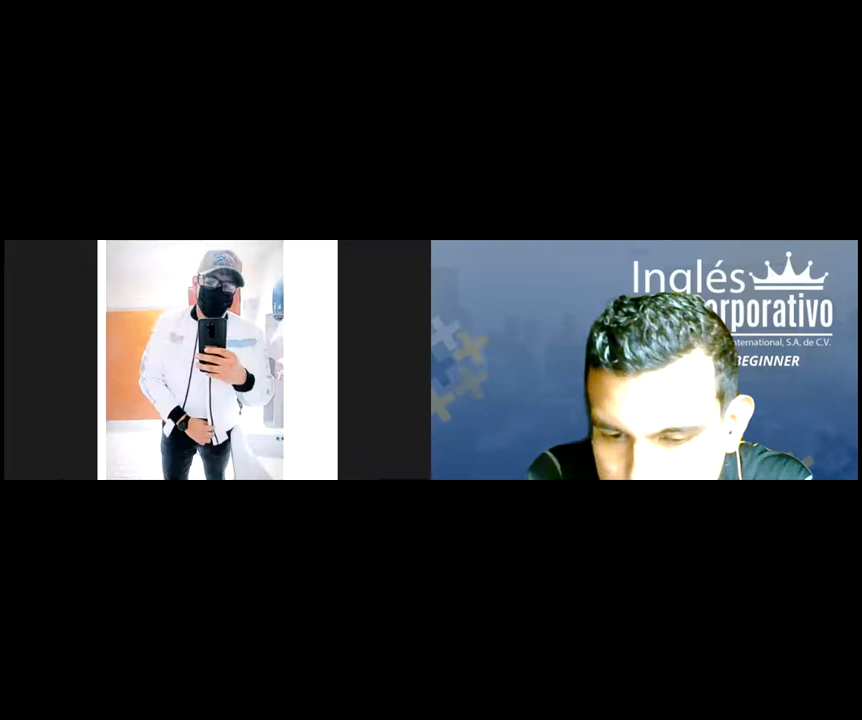 Inglés
orporativo
nternational, S.A. de C.V.
BEGINNER